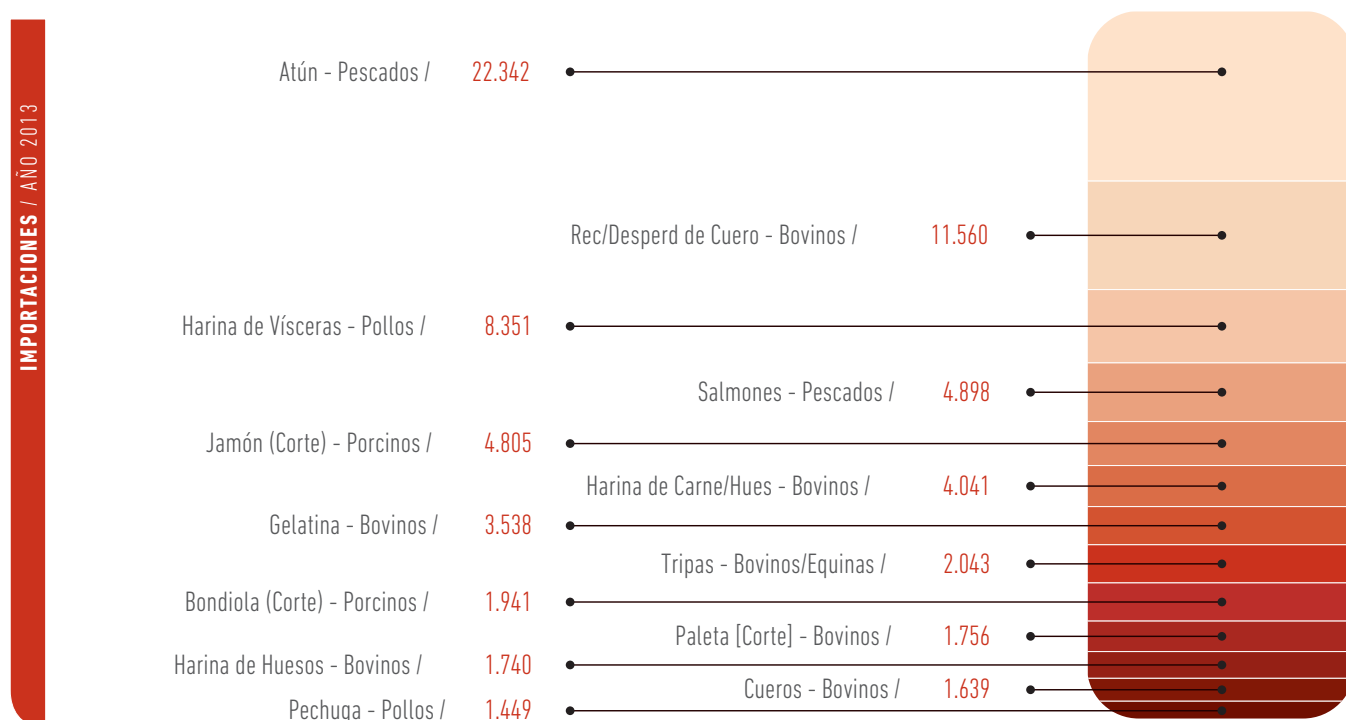 IMPORTACIONES / AÑO 2013
Atún - Pescados / 22.342
Rec/Desperd de Cuero - Bovinos / 11.560
Harina de Vísceras - Pollos / 8.351
Salmones - Pescados / 4.898
Jamón (Corte) - Porcinos / 4.805
Harina de Carne/Hues - Bovinos / 4.041
Gelatina - Bovinos / 3.538
Tripas - Bovinos/Equinas / 2.043
Bondiola (Corte) - Porcinos / 1.941
Paleta [Corte] - Bovinos / 1.756
Harina de Huesos - Bovinos / 1.740
Cueros - Bovinos / 1.639
Pechuga - Pollos / 1.449